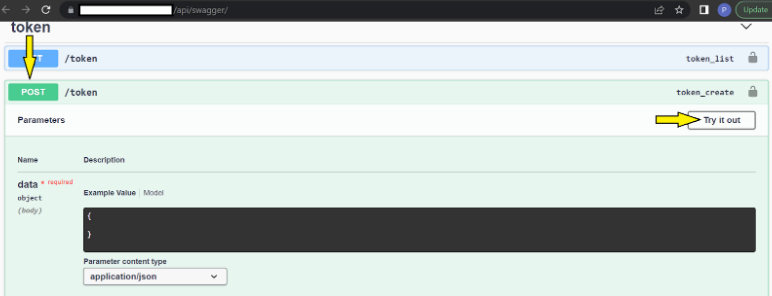 /api/swagger/
P
Update
token
/token
token_list
POST
/token
token_create
Parameters
Try it out
Name
Description
data * required
object
(body)
Example Value | Model
{
}
Parameter content type
application/json